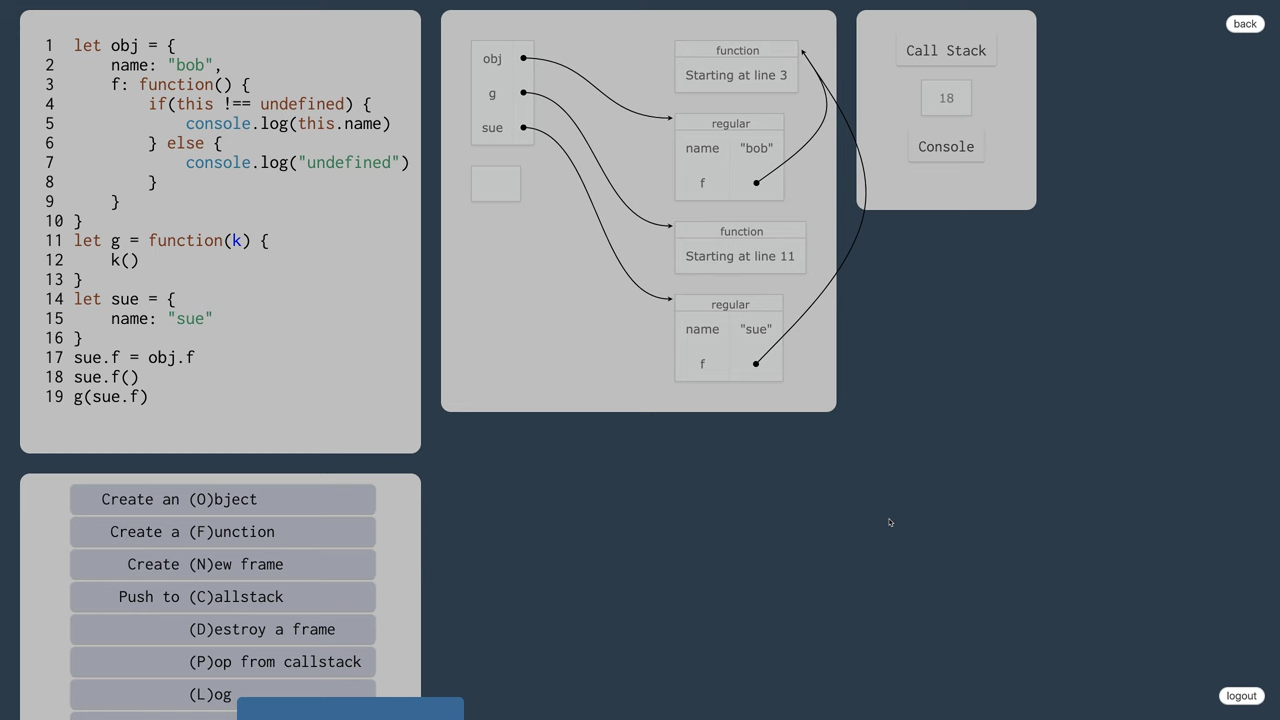 1 let obj = {
2 name: "bob",
3 f: function() {
4 if(this !== undefined) {
5 console.log(this.name)
6 } else {
7 console.log("undefined")
8 }
9 }
10 }
11 let g = function(k) {
12 k()
13 }
14 let sue = {
15 name: "sue"
16 }
17 sue.f = obj.f
18 sue.f()
19 g(sue.f)
Create an (O)bject
Create a (F)unction
Create (N)ew frame
Push to (C)allstack
(D)estroy a frame
(P)op from callstack
(L)og
obj
g
sue
function
Starting at line 3
regular
name "bob"
f
function
Starting at line 11
regular
name "sue"
f
Call Stack
18
Console
back
logout